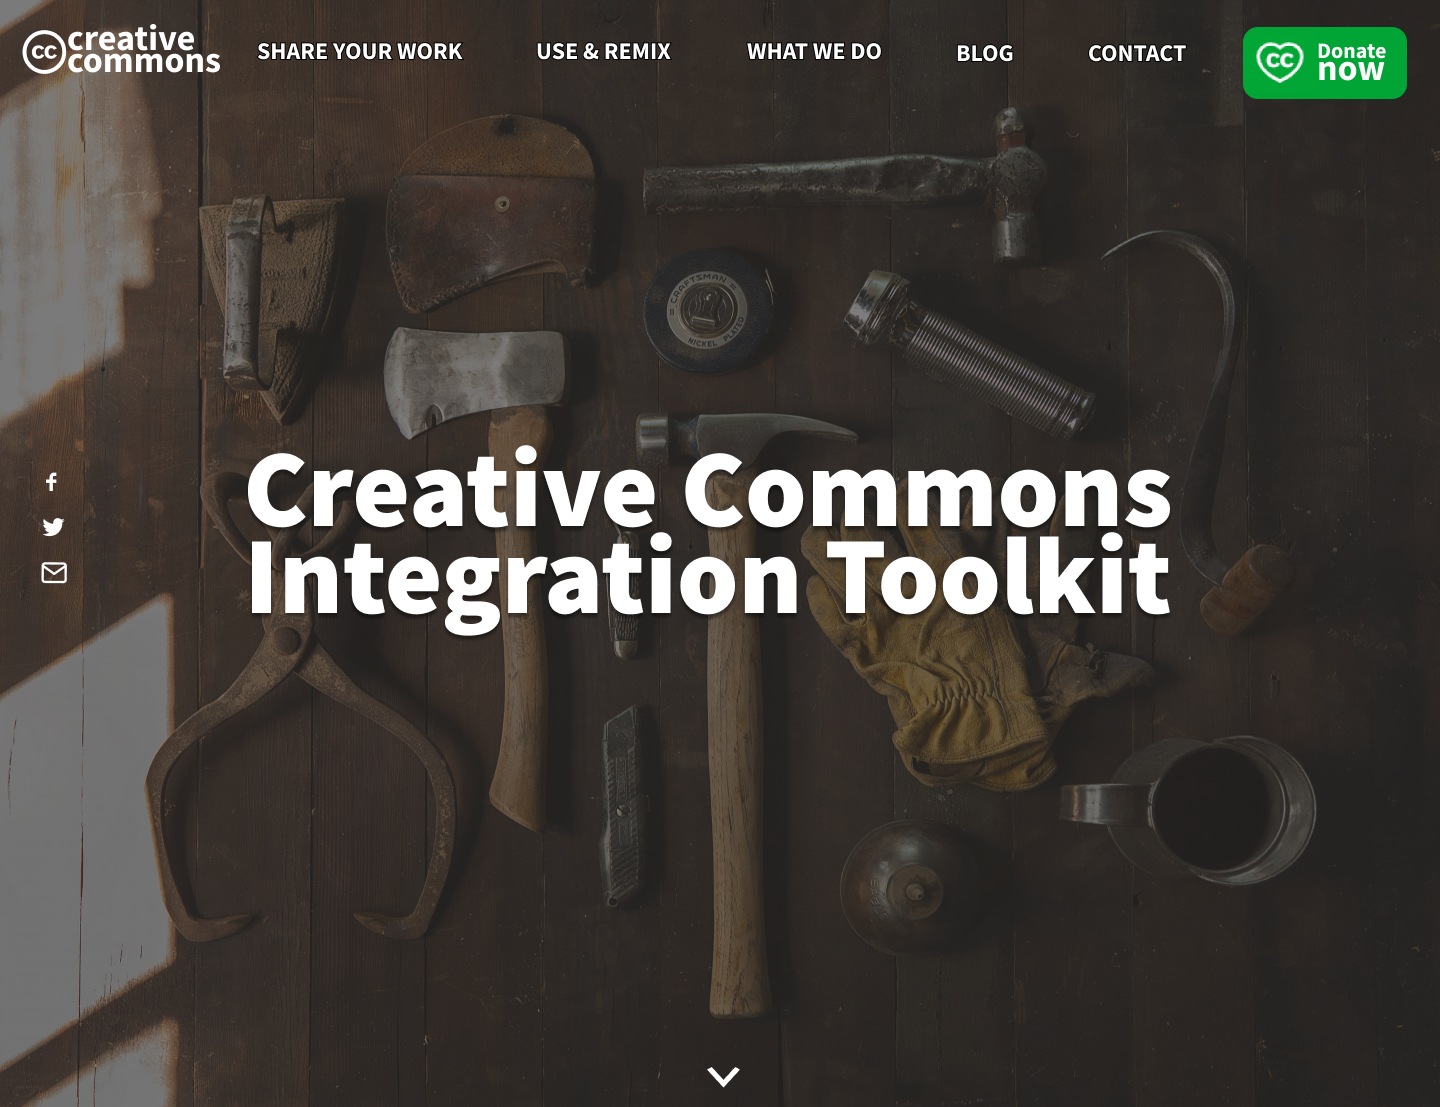 creative
commons
SHARE YOUR WORK
USE & REMIX
WHAT WE DO
BLOG
CONTACT
cc
Donate
now
CRAFTSMAN
NICKEL PLATED
Creative Commons
Integration Toolkit